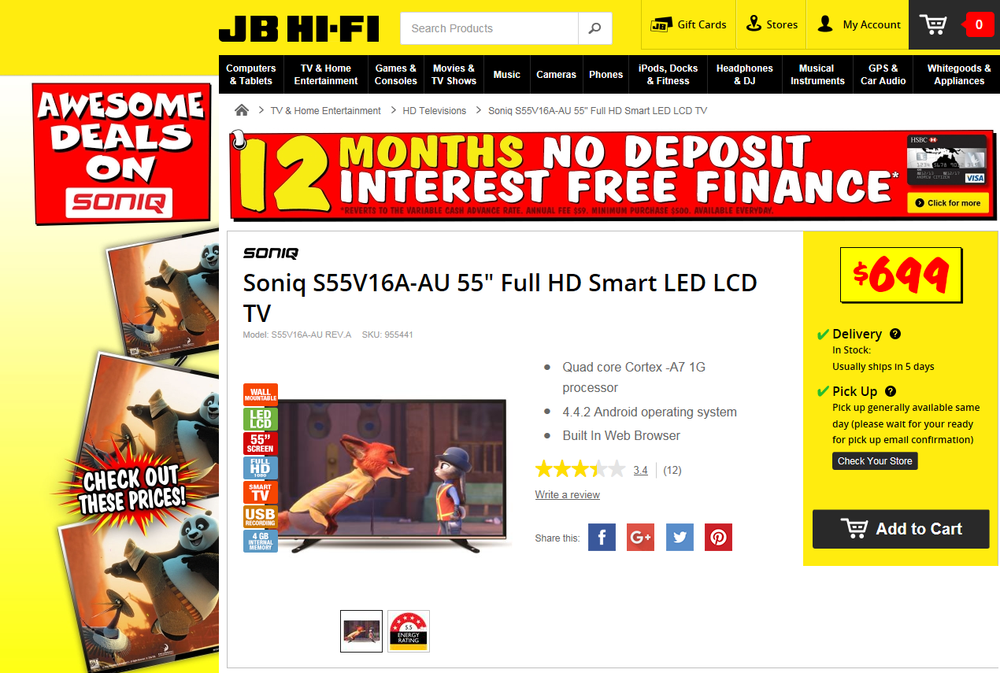 JB HI-FI
Search Products
JB
Gift Cards
Stores
My Account
0
Computers
& Tablets
TV & Home
Entertainment
Games &
Consoles
Movies &
TV Shows
Music
Cameras
Phones
iPods, Docks
& Fitness
Headphones
& DJ
Musical
Instruments
GPS &
Car Audio
Whitegoods &
Appliances
AWESOME
DEALS
ON
SONIQ
CHECK OUT
THESE PRICES!
TV & Home Entertainment
HD Televisions
Soniq S55V16A-AU 55" Full HD Smart LED LCD TV
12 MONTHS NO DEPOSIT
INTEREST FREE FINANCE*
*REVERTS TO THE VARIABLE CASH ADVANCE RATE. ANNUAL FEE $59. MINIMUM PURCHASE $500. AVAILABLE EVERYDAY.
HSBC
ANDREW CITIZEN
VISA
Click for more
SONIQ
Soniq S55V16A-AU 55" Full HD Smart LED LCD
TV
Model: S55V16A-AU REV.A SKU: 955441
WALL
MOUNTABLE
LED
LCD
55"
SCREEN
FULL
HD
1080
SMART
TV
USB
RECORDING
4 GB
INTERNAL
MEMORY
Quad core Cortex -A7 1G
processor
4.4.2 Android operating system
Built In Web Browser
3.4
(12)
Write a review
Share this:
f
G+
5.5
ENERGY
RATING
$699
Delivery ?
In Stock:
Usually ships in 5 days
Pick Up ?
Pick up generally available same
day (please wait for your ready
for pick up email confirmation)
Check Your Store
Add to Cart